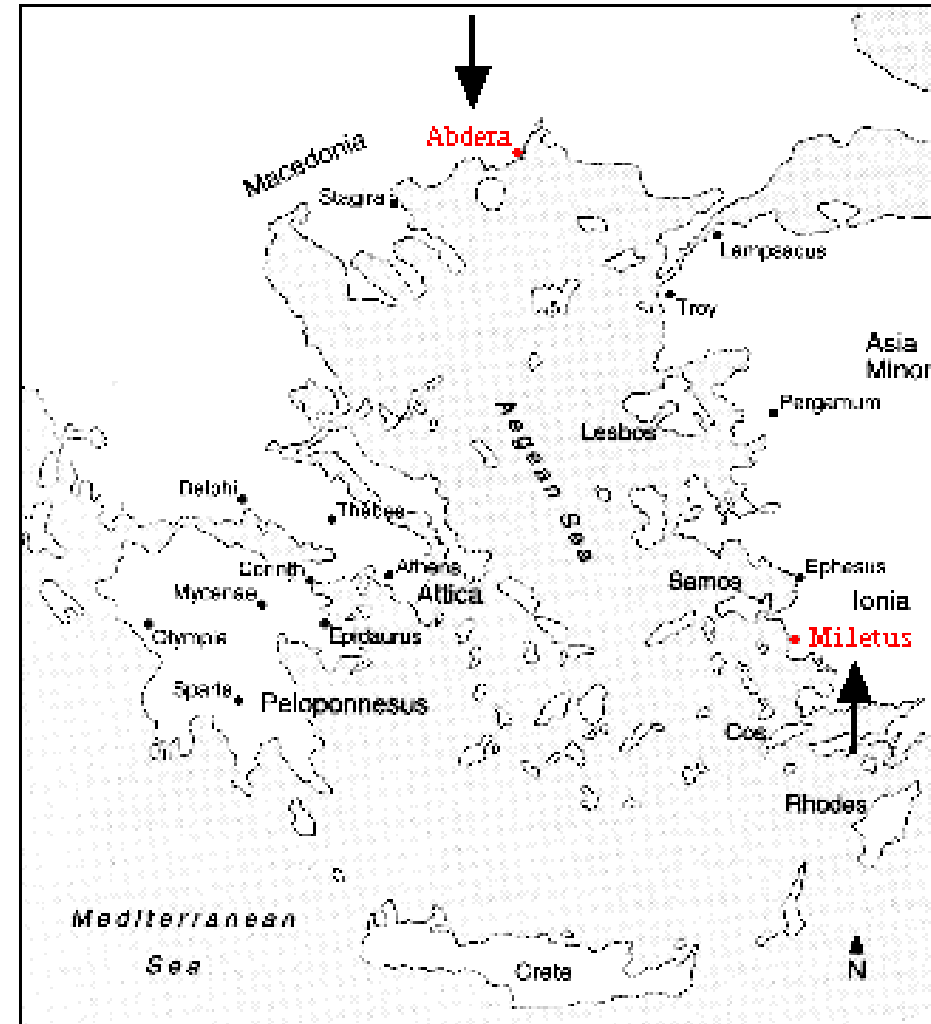 Abdera
Macedonia
Stagira
Lampsacus
Troy
Asia
Minor
Pergamum
Lesbos
Aegean Sea
Delphi
Thebes
Corinth
Athens
Attica
Mycenae
Samos
Ephesus
Ionia
Olympia
Epidaurus
Miletus
Sparta
Peloponnesus
Cos
Rhodes
Mediterranean
Sea
Crete
N